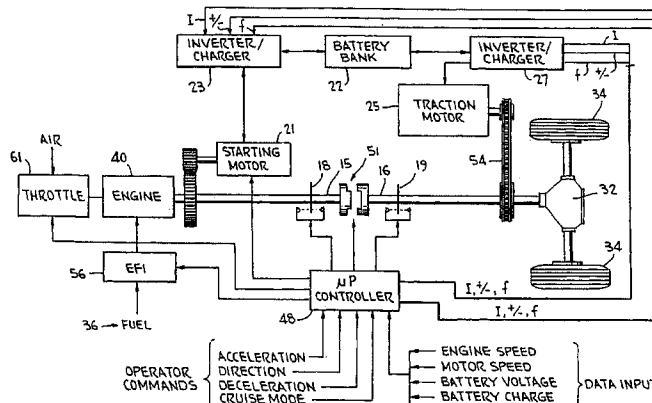 I +/- f
INVERTER/
CHARGER
23
BATTERY
BANK
22
INVERTER/
CHARGER
27
I
+/-
f
25
TRACTION
MOTOR
34
AIR
61
THROTTLE
40
ENGINE
21
STARTING
MOTOR
18
15
51
16
19
54
32
34
56
EFI
36 → FUEL
μP
CONTROLLER
48
I, +/-, f
I, +/-, f
OPERATOR
COMMANDS
ACCELERATION
DIRECTION
DECELERATION
CRUISE MODE
ENGINE SPEED
MOTOR SPEED
BATTERY VOLTAGE
BATTERY CHARGE
DATA INPUT